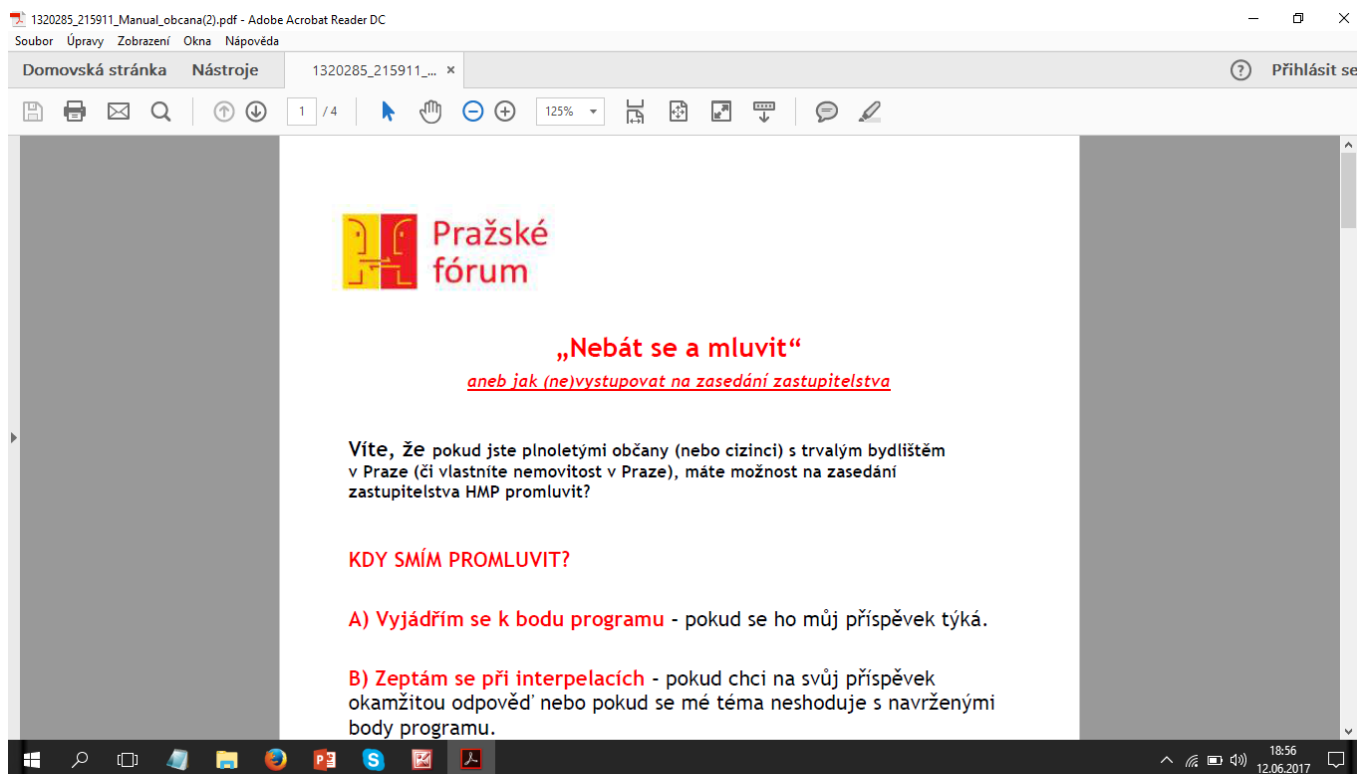 1320285_215911_Manual_obcana(2).pdf - Adobe Acrobat Reader DC
Soubor Úpravy Zobrazení Okna Nápověda
Domovská stránka Nástroje 1320285_215911_... × Přihlásit se
1 / 4 125%
Pražské
fórum
„Nebát se a mluvit“
aneb jak (ne)vystupovat na zasedání zastupitelstva
Víte, že pokud jste plnoletými občany (nebo cizinci) s trvalým bydlištěm
v Praze (či vlastníte nemovitost v Praze), máte možnost na zasedání
zastupitelstva HMP promluvit?
KDY SMÍM PROMLUVIT?
A) Vyjádřím se k bodu programu - pokud se ho můj příspěvek týká.
B) Zeptám se při interpelacích - pokud chci na svůj příspěvek
okamžitou odpověď nebo pokud se mé téma neshoduje s navrženými
body programu.
18:56
12.06.2017